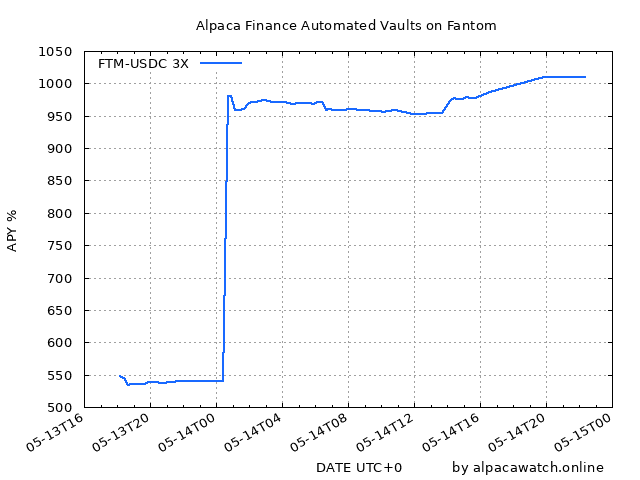 Alpaca Finance Automated Vaults on Fantom
FTM-USDC 3X
1050
1000
950
900
850
800
750
700
650
600
550
500
APY %
05-13T16
05-13T20
05-14T00
05-14T04
05-14T08
05-14T12
05-14T16
05-14T20
05-15T00
DATE UTC+0
by alpacawatch.online